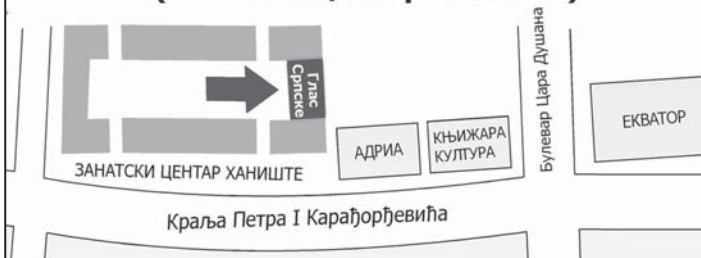 Глас
Српске
Булевар Цара Душана
ЕКВАТОР
АДРИА
КЊИЖАРА
КУЛТУРА
ЗАНАТСКИ ЦЕНТАР ХАНИШТЕ
Краља Петра I Карађорђевића